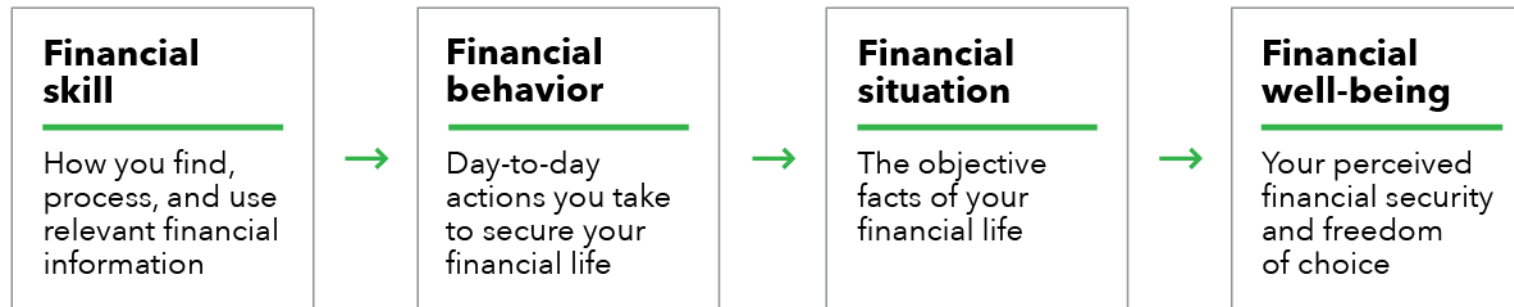 Financial
skill
How you find,
process, and use
relevant financial
information
→
Financial
behavior
Day-to-day
actions you take
to secure your
financial life
→
Financial
situation
The objective
facts of your
financial life
→
Financial
well-being
Your perceived
financial security
and freedom
of choice